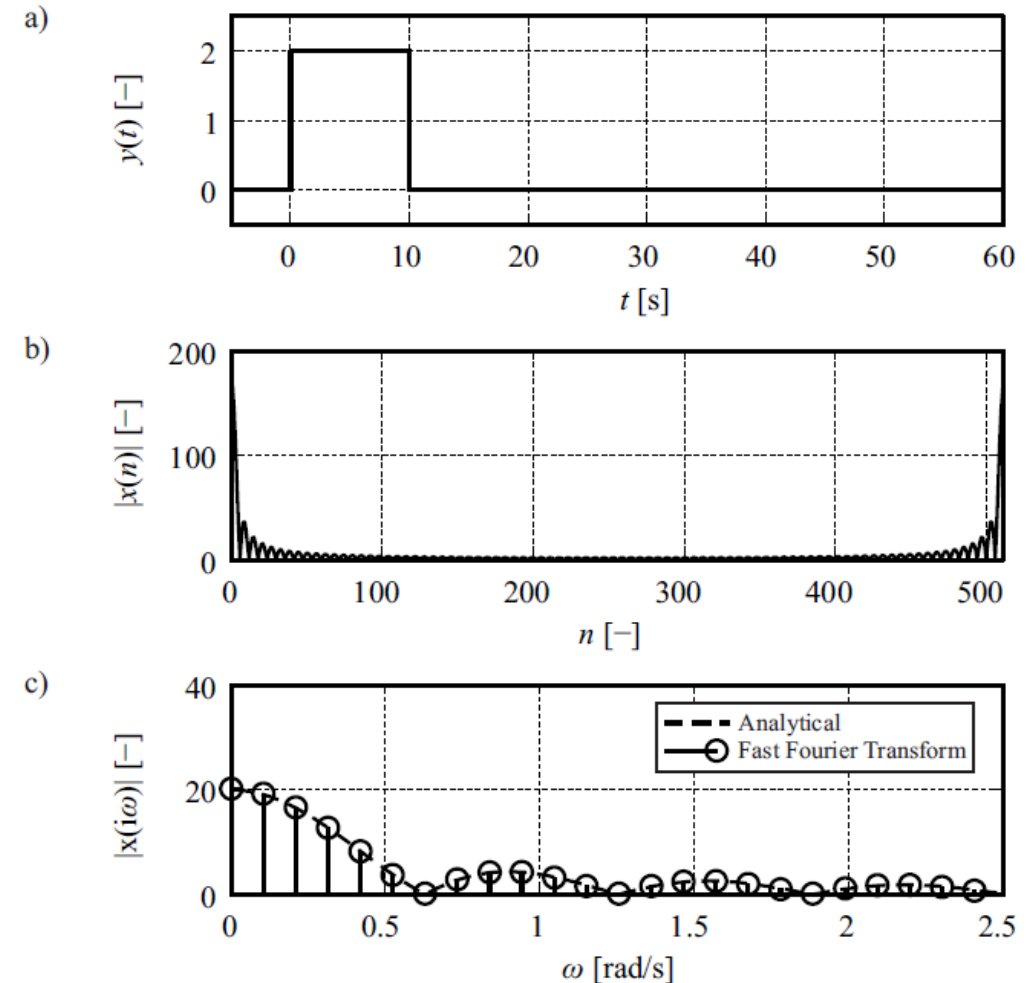 a)
y(t) [−]
2
1
0
0 10 20 30 40 50 60
t [s]
b)
|x(n)| [−]
200
100
0
0 100 200 300 400 500
n [−]
c)
|x(iω)| [−]
40
20
0
Analytical
Fast Fourier Transform
0 0.5 1 1.5 2 2.5
ω [rad/s]